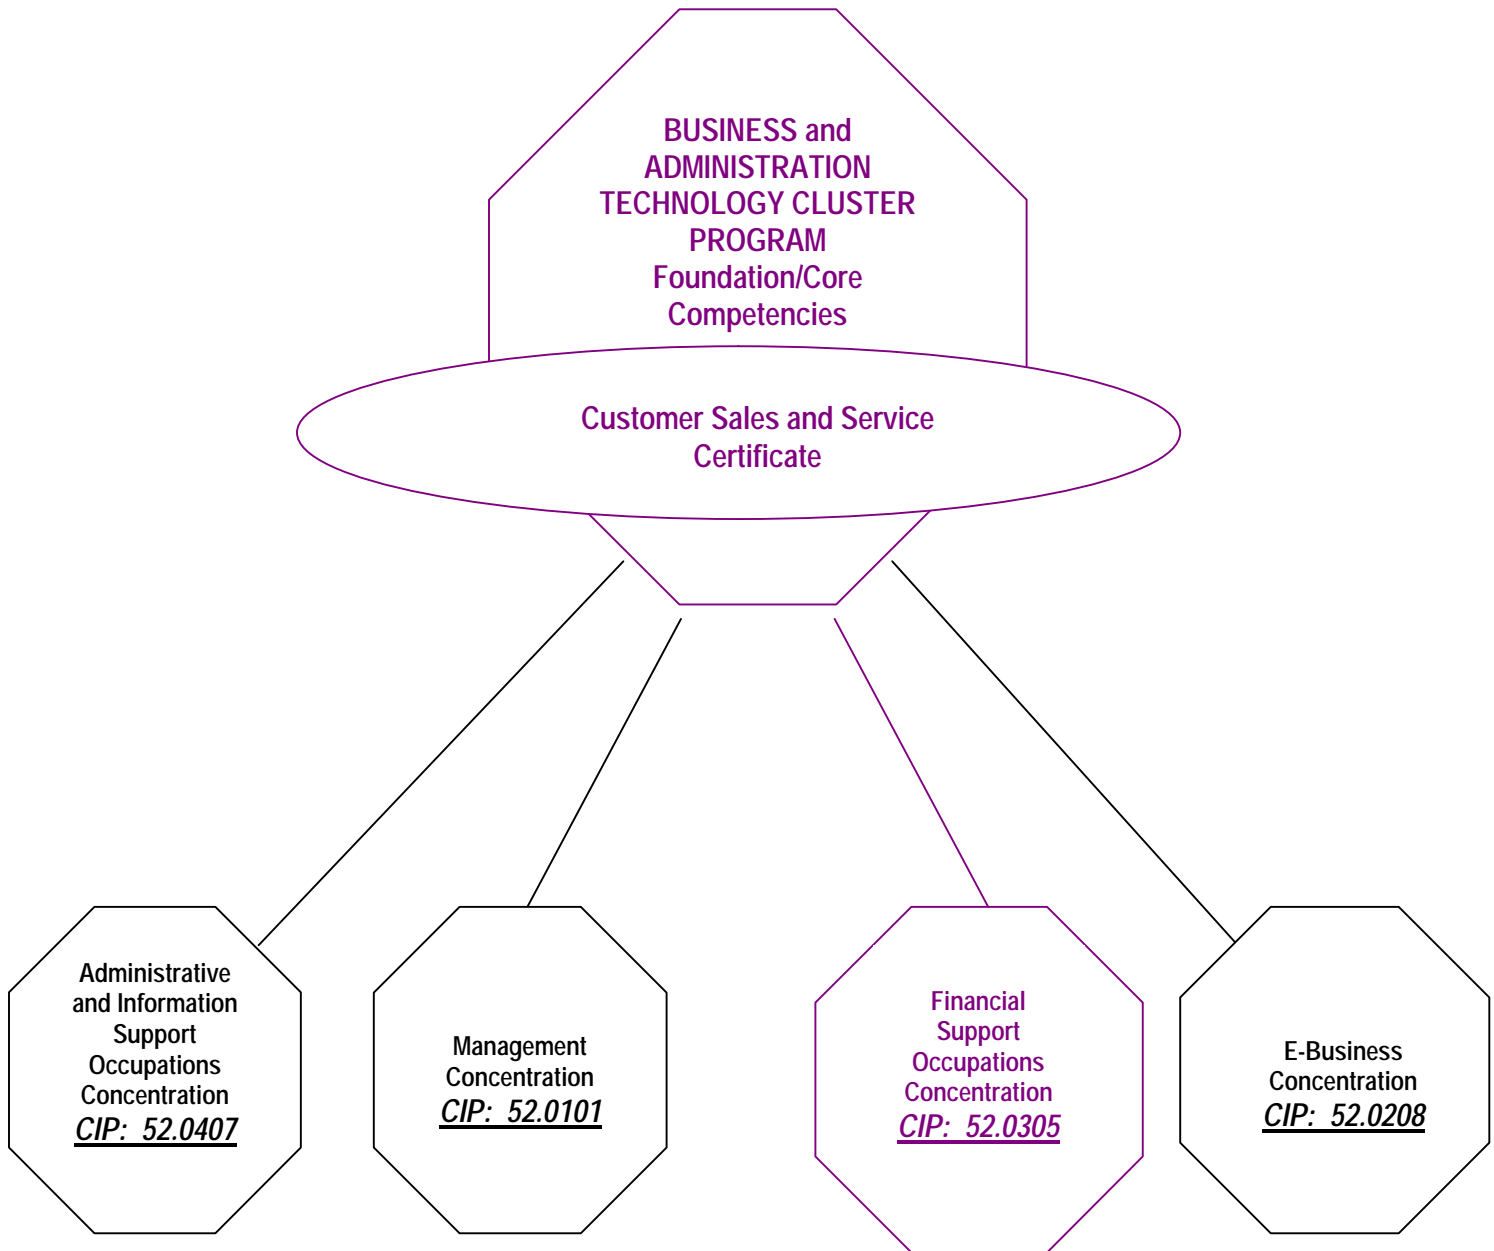 BUSINESS and
ADMINISTRATION
TECHNOLOGY CLUSTER
PROGRAM
Foundation/Core
Competencies
Customer Sales and Service
Certificate
Administrative
and Information
Support
Occupations
Concentration
CIP:  52.0407
Management
Concentration
CIP:  52.0101
Financial
Support
Occupations
Concentration
CIP:  52.0305
E-Business
Concentration
CIP:  52.0208